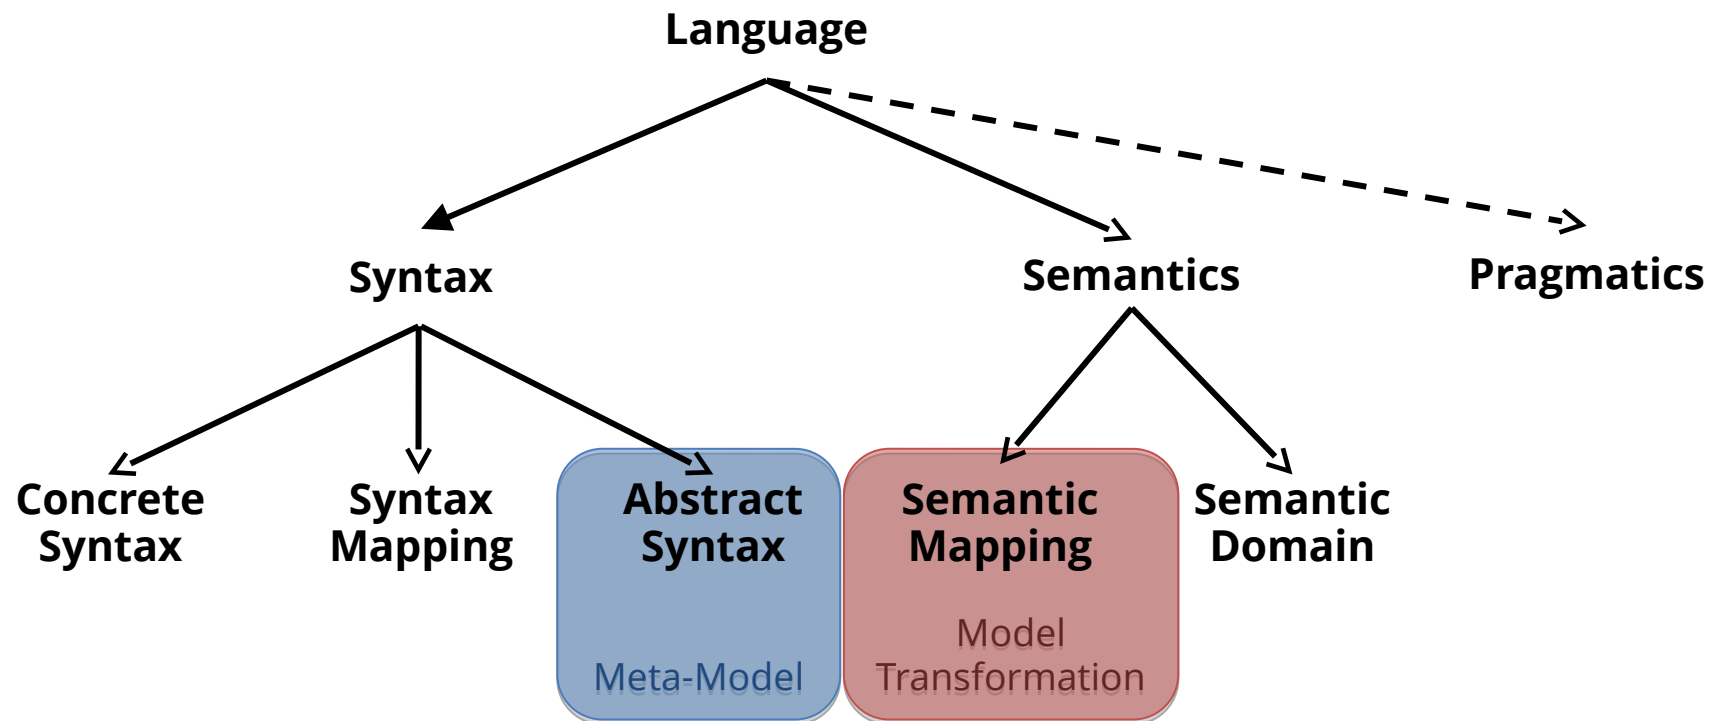 Language
Syntax
Semantics
Pragmatics
Concrete
Syntax
Syntax
Mapping
Abstract
Syntax
Semantic
Mapping
Semantic
Domain
Meta-Model
Model
Transformation